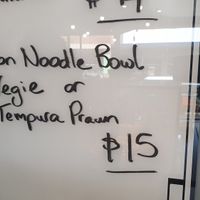 on Noodle Bowl
egie or
Tempura Prawn
$15